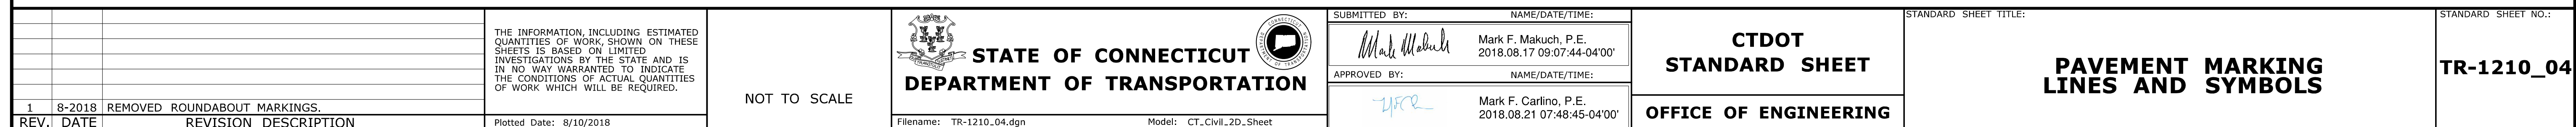 1 8-2018 REMOVED ROUNDABOUT MARKINGS.
REV. DATE REVISION DESCRIPTION
THE INFORMATION, INCLUDING ESTIMATED
QUANTITIES OF WORK, SHOWN ON THESE
SHEETS IS BASED ON LIMITED
INVESTIGATIONS BY THE STATE AND IS
IN NO WAY WARRANTED TO INDICATE
THE CONDITIONS OF ACTUAL QUANTITIES
OF WORK WHICH WILL BE REQUIRED.
Plotted Date: 8/10/2018
NOT TO SCALE
STATE OF CONNECTICUT
DEPARTMENT OF TRANSPORTATION
Filename: TR-1210_04.dgn Model: CT_Civil_2D_Sheet
SUBMITTED BY: NAME/DATE/TIME:
Mark Makuch
Mark F. Makuch, P.E.
2018.08.17 09:07:44-04'00'
APPROVED BY: NAME/DATE/TIME:
Mark F. Carlino, P.E.
2018.08.21 07:48:45-04'00'
CTDOT
STANDARD SHEET
OFFICE OF ENGINEERING
STANDARD SHEET TITLE:
PAVEMENT MARKING
LINES AND SYMBOLS
STANDARD SHEET NO.:
TR-1210_04